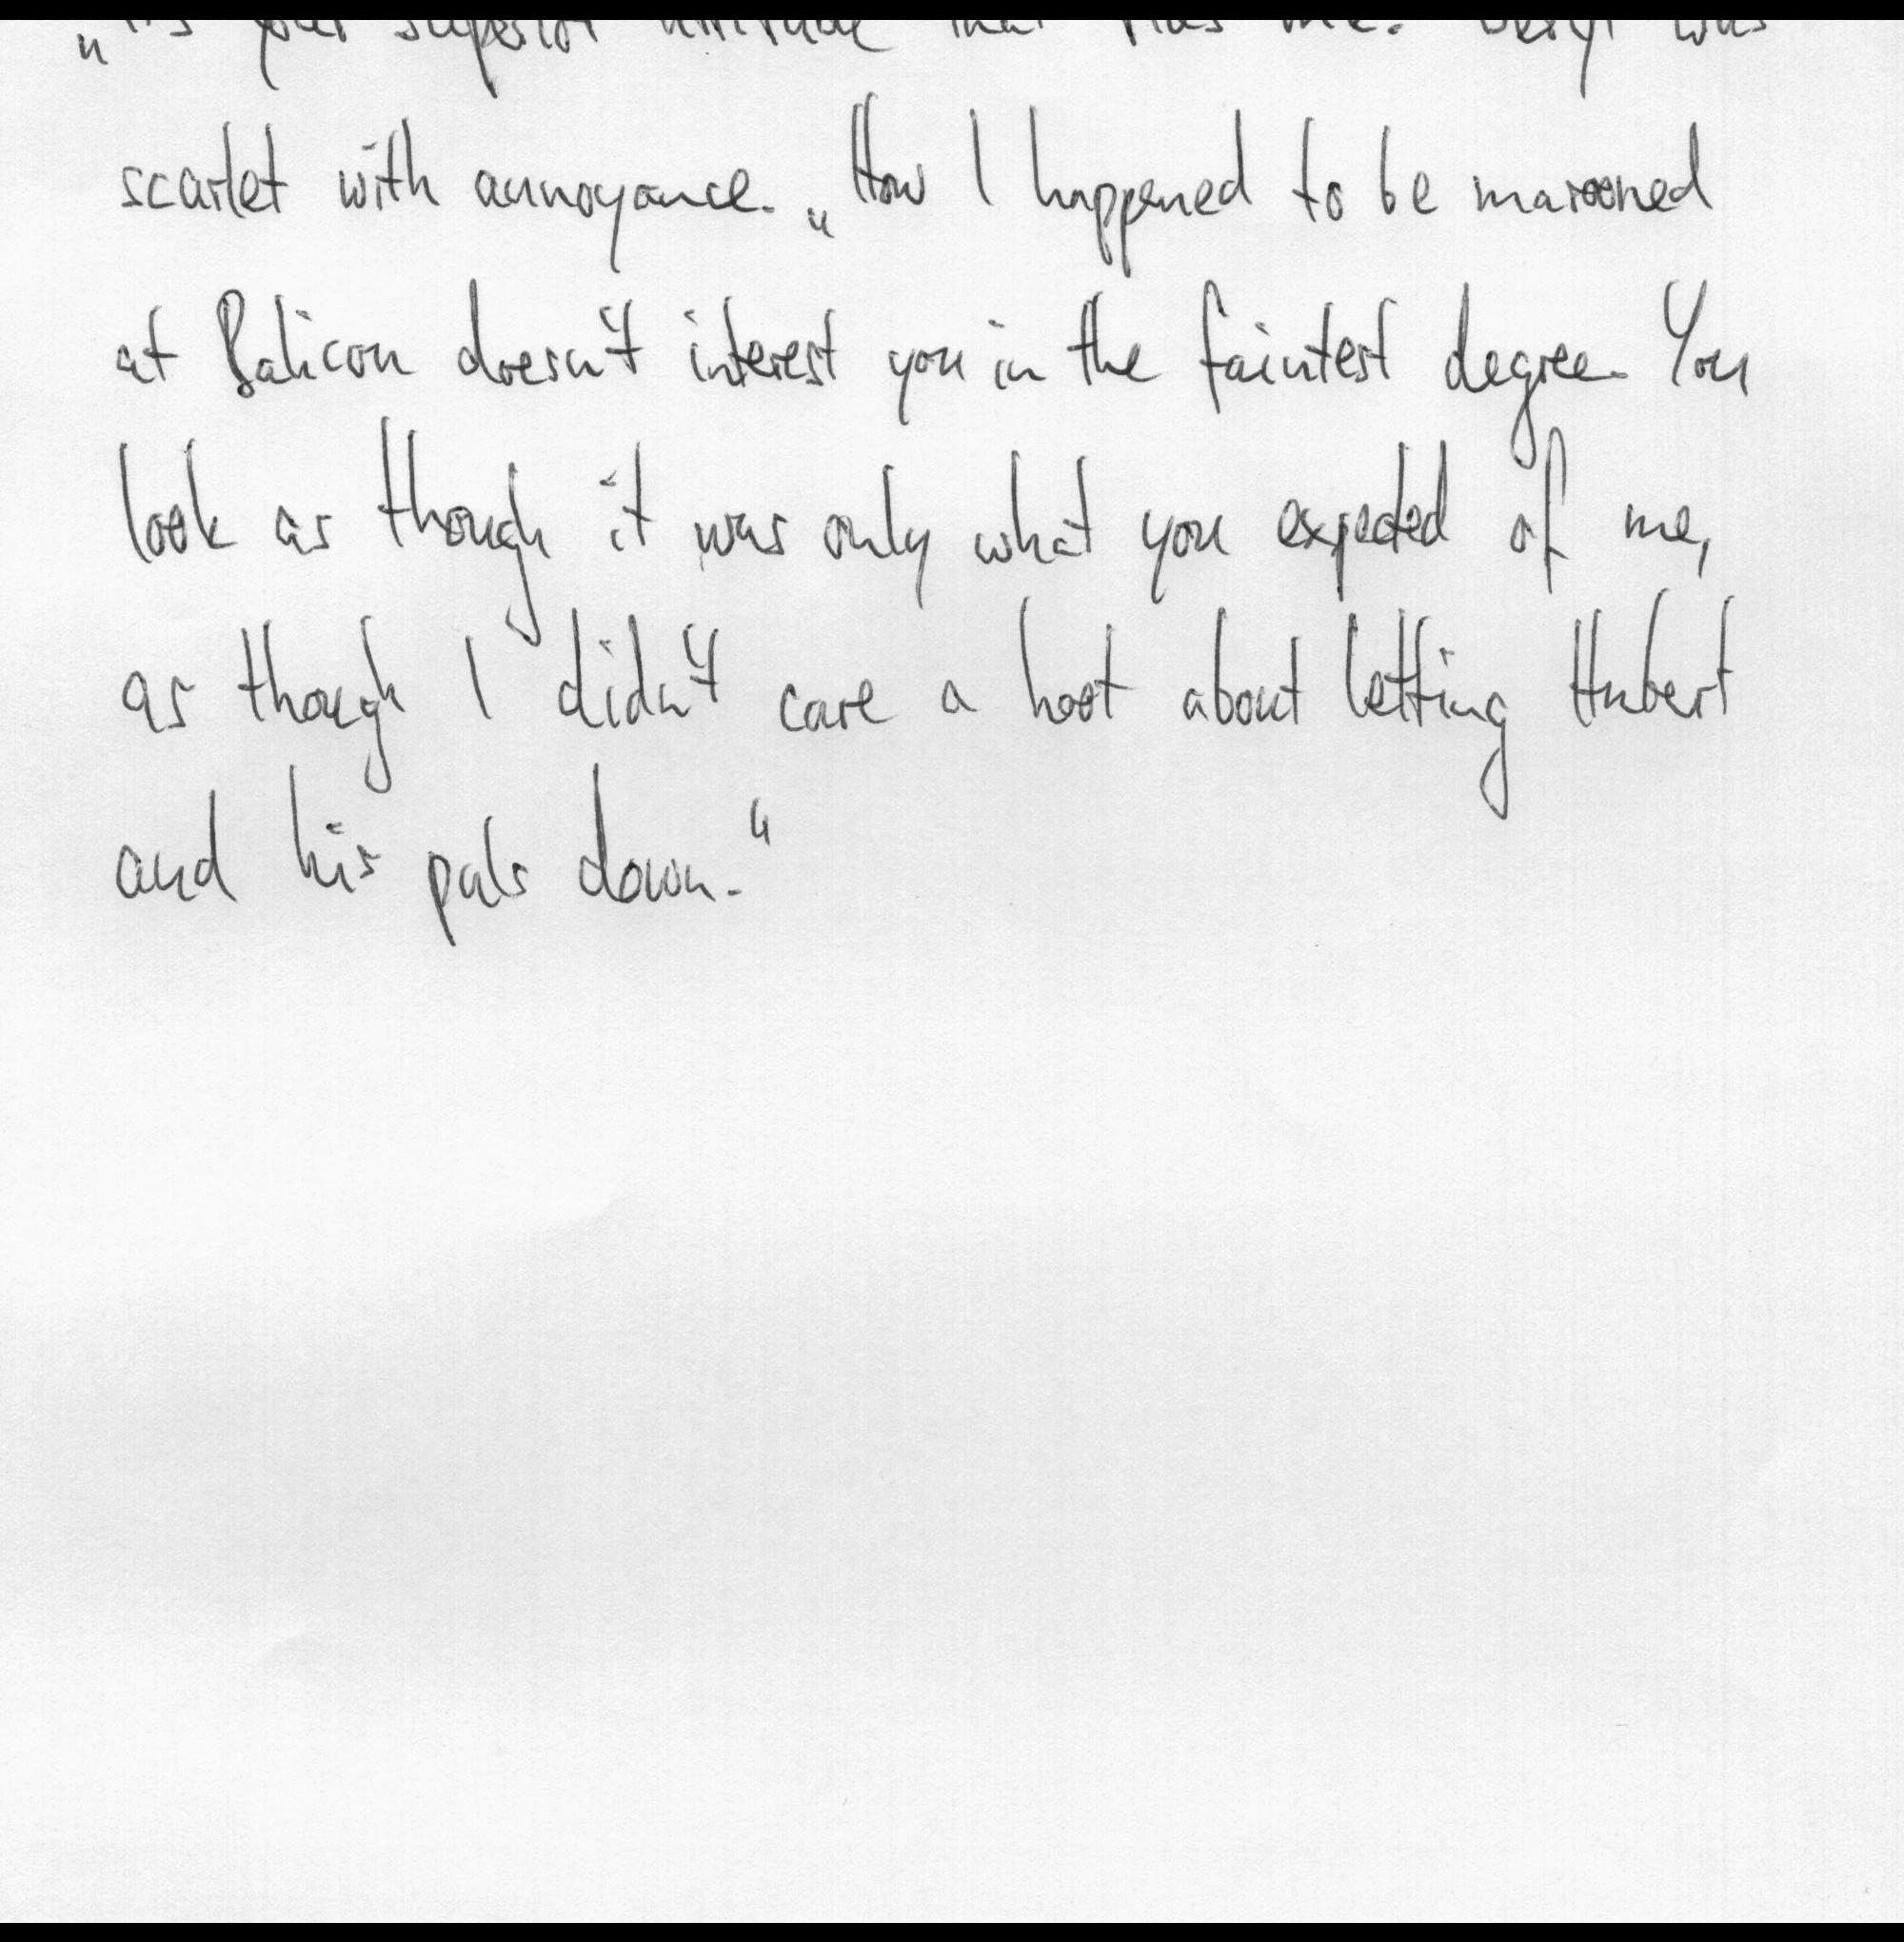 „It's your superior attitude that riles me." Beryl was
scarlet with annoyance. „How I happened to be marooned
at Balicou doesn't interest you in the faintest degree. You
look as though it was only what you expected of me,
as though I didn't care a hoot about letting Hubert
and his pals down."